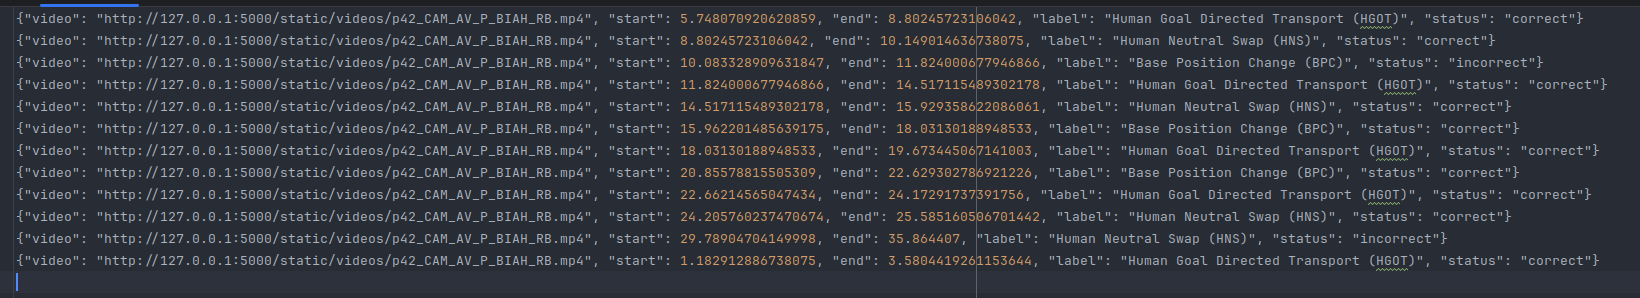 {"video": "http://127.0.0.1:5000/static/videos/p42_CAM_AV_P_BIAH_RB.mp4", "start": 5.748070920620859, "end": 8.80245723106042, "label": "Human Goal Directed Transport (HGOT)", "status": "correct"}
{"video": "http://127.0.0.1:5000/static/videos/p42_CAM_AV_P_BIAH_RB.mp4", "start": 8.80245723106042, "end": 10.149014636738075, "label": "Human Neutral Swap (HNS)", "status": "correct"}
{"video": "http://127.0.0.1:5000/static/videos/p42_CAM_AV_P_BIAH_RB.mp4", "start": 10.083328909631847, "end": 11.824000677946866, "label": "Base Position Change (BPC)", "status": "incorrect"}
{"video": "http://127.0.0.1:5000/static/videos/p42_CAM_AV_P_BIAH_RB.mp4", "start": 11.824000677946866, "end": 14.517115489302178, "label": "Human Goal Directed Transport (HGOT)", "status": "correct"}
{"video": "http://127.0.0.1:5000/static/videos/p42_CAM_AV_P_BIAH_RB.mp4", "start": 14.517115489302178, "end": 15.929358622086061, "label": "Human Neutral Swap (HNS)", "status": "correct"}
{"video": "http://127.0.0.1:5000/static/videos/p42_CAM_AV_P_BIAH_RB.mp4", "start": 15.962201485639175, "end": 18.03130188948533, "label": "Base Position Change (BPC)", "status": "correct"}
{"video": "http://127.0.0.1:5000/static/videos/p42_CAM_AV_P_BIAH_RB.mp4", "start": 18.03130188948533, "end": 19.673445067141003, "label": "Human Goal Directed Transport (HGOT)", "status": "correct"}
{"video": "http://127.0.0.1:5000/static/videos/p42_CAM_AV_P_BIAH_RB.mp4", "start": 20.85578815505309, "end": 22.629302786921226, "label": "Base Position Change (BPC)", "status": "correct"}
{"video": "http://127.0.0.1:5000/static/videos/p42_CAM_AV_P_BIAH_RB.mp4", "start": 22.66214565047434, "end": 24.17291737391756, "label": "Human Goal Directed Transport (HGOT)", "status": "correct"}
{"video": "http://127.0.0.1:5000/static/videos/p42_CAM_AV_P_BIAH_RB.mp4", "start": 24.205760237470674, "end": 25.585160506701442, "label": "Human Neutral Swap (HNS)", "status": "correct"}
{"video": "http://127.0.0.1:5000/static/videos/p42_CAM_AV_P_BIAH_RB.mp4", "start": 29.78904704149998, "end": 35.864407, "label": "Human Neutral Swap (HNS)", "status": "incorrect"}
{"video": "http://127.0.0.1:5000/static/videos/p42_CAM_AV_P_BIAH_RB.mp4", "start": 1.182912886738075, "end": 3.5804419261153644, "label": "Human Goal Directed Transport (HGOT)", "status": "correct"}